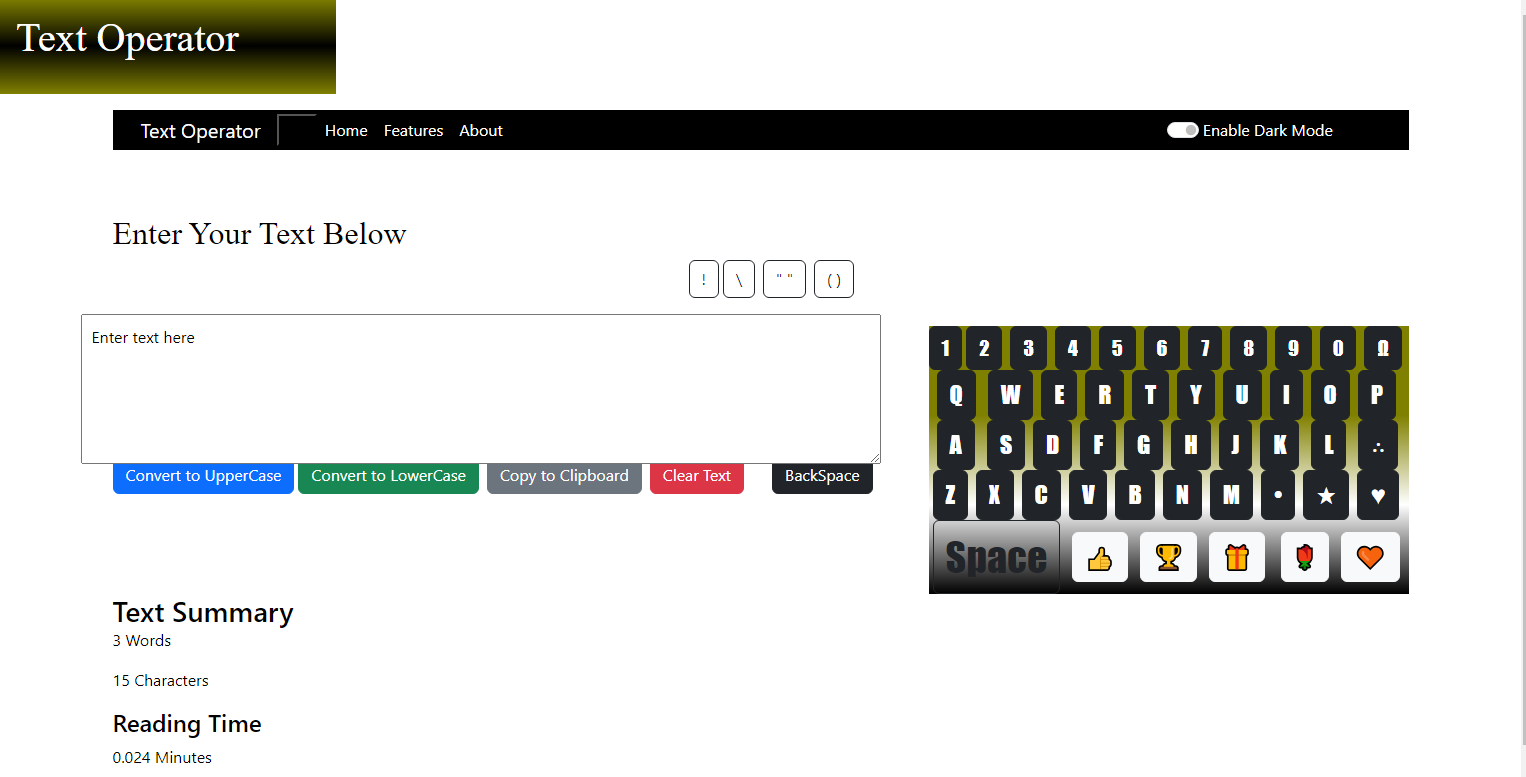 Text Operator
Text Operator Home Features About Enable Dark Mode
Enter Your Text Below
! \ " " ( )
Enter text here
1 2 3 4 5 6 7 8 9 0 Ω
Q W E R T Y U I O P
A S D F G H J K L ∴
Z X C V B N M • ★ ♥
Convert to UpperCase Convert to LowerCase Copy to Clipboard Clear Text BackSpace
Space 👍 🏆 🎁 🌹 🧡
Text Summary
3 Words
15 Characters
Reading Time
0.024 Minutes